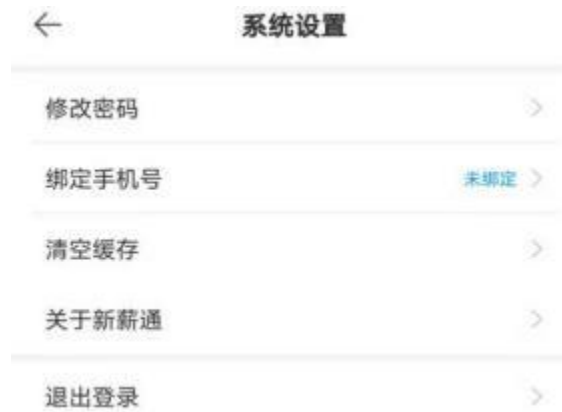 系统设置
修改密码
绑定手机号 未绑定
清空缓存
关于新薪通
退出登录